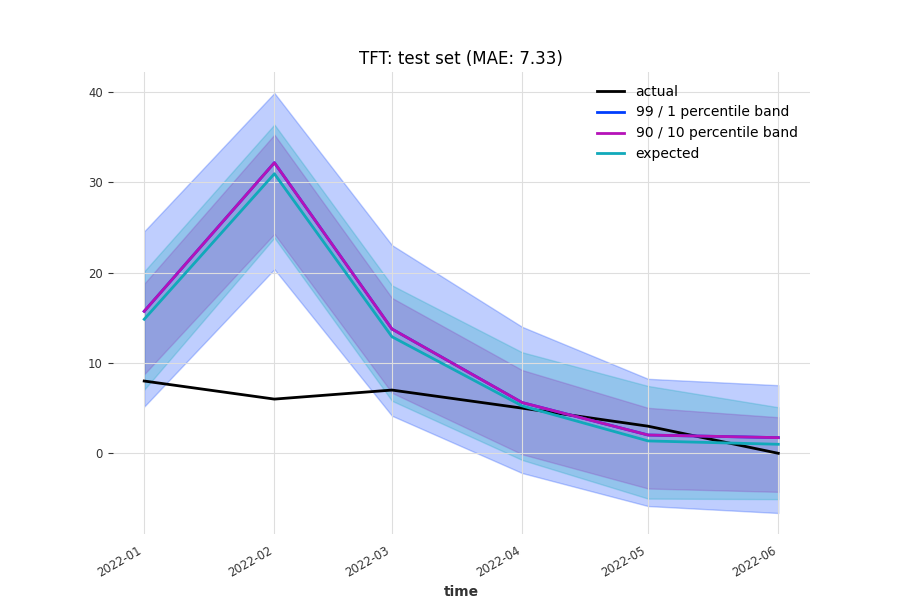 TFT: test set (MAE: 7.33)
actual
99 / 1 percentile band
90 / 10 percentile band
expected
40
30
20
10
0
2022-01
2022-02
2022-03
2022-04
2022-05
2022-06
time